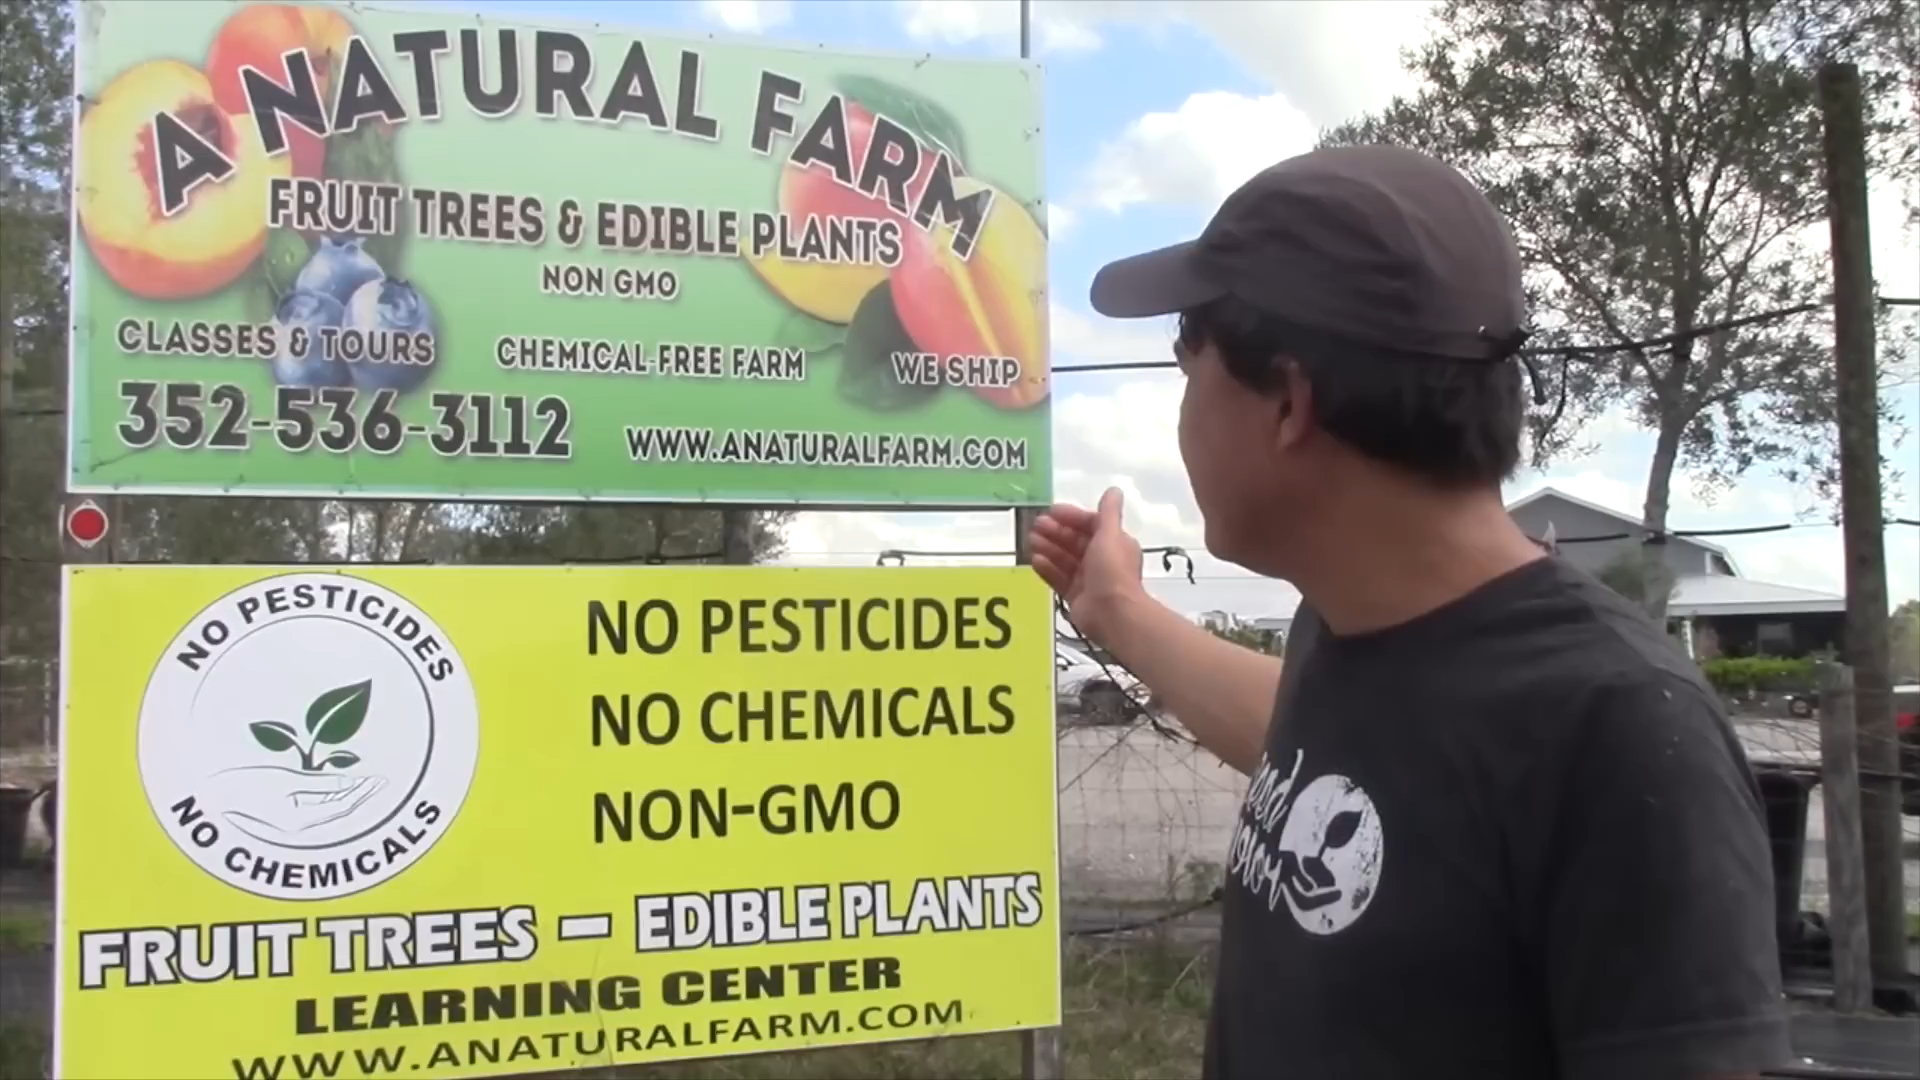 A NATURAL FARM
FRUIT TREES & EDIBLE PLANTS
NON GMO
CLASSES & TOURS
CHEMICAL-FREE FARM
WE SHIP
352-536-3112
WWW.ANATURALFARM.COM
NO PESTICIDES
NO CHEMICALS
NO PESTICIDES
NO CHEMICALS
NON-GMO
FRUIT TREES - EDIBLE PLANTS
LEARNING CENTER
WWW.ANATURALFARM.COM